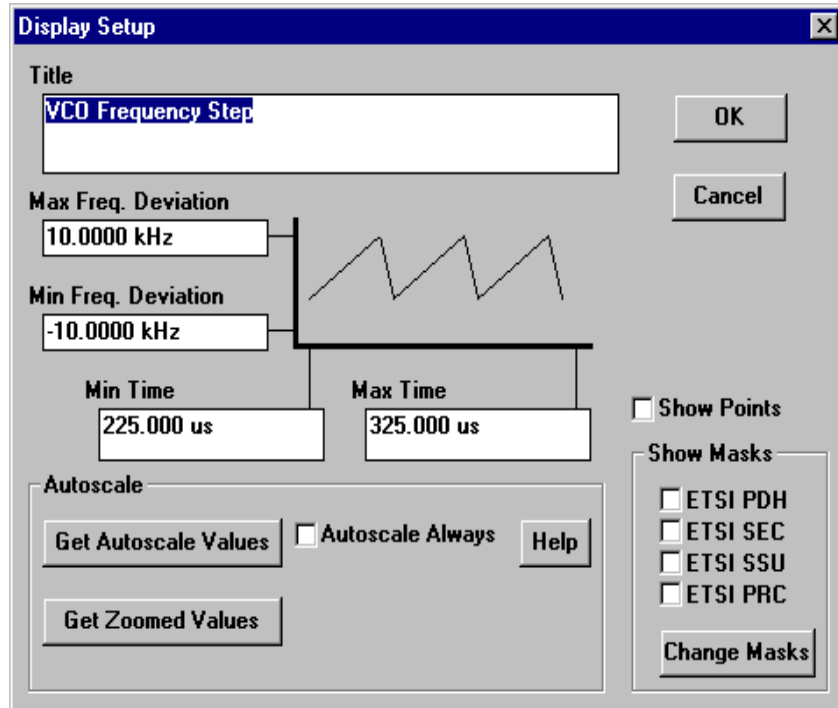 Display Setup
Title
VCO Frequency Step
OK
Cancel
Max Freq. Deviation
10.0000 kHz
Min Freq. Deviation
-10.0000 kHz
Min Time
225.000 us
Max Time
325.000 us
Show Points
Show Masks
ETSI PDH
ETSI SEC
ETSI SSU
ETSI PRC
Change Masks
Autoscale
Get Autoscale Values
Autoscale Always
Help
Get Zoomed Values